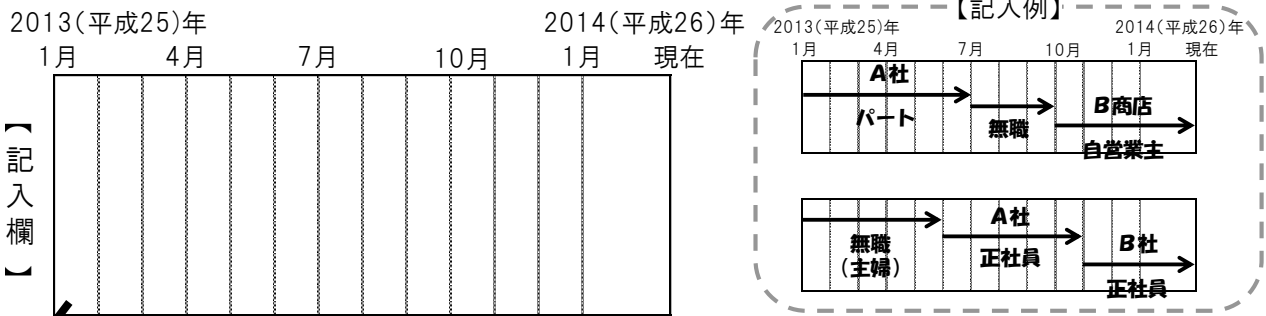 2013(平成25)年 2014(平成26)年
1月 4月 7月 10月 1月 現在
【記入欄】
【記入例】
2013(平成25)年 2014(平成26)年
1月 4月 7月 10月 1月 現在
A社
パート
無職
B商店
自営業主
無職
(主婦)
A社
正社員
B社
正社員